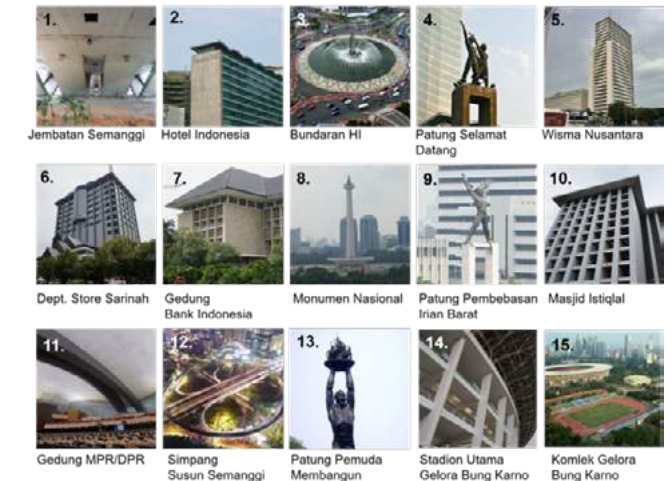 1.
2.
3.
4.
5.
Jembatan Semanggi
Hotel Indonesia
Bundaran HI
Patung Selamat
Datang
Wisma Nusantara
6.
7.
8.
9.
10.
Dept. Store Sarinah
Gedung
Bank Indonesia
Monumen Nasional
Patung Pembebasan
Irian Barat
Masjid Istiqlal
11.
12.
13.
14.
15.
Gedung MPR/DPR
Simpang
Susun Semanggi
Patung Pemuda
Membangun
Stadion Utama
Gelora Bung Karno
Komlek Gelora
Bung Karno